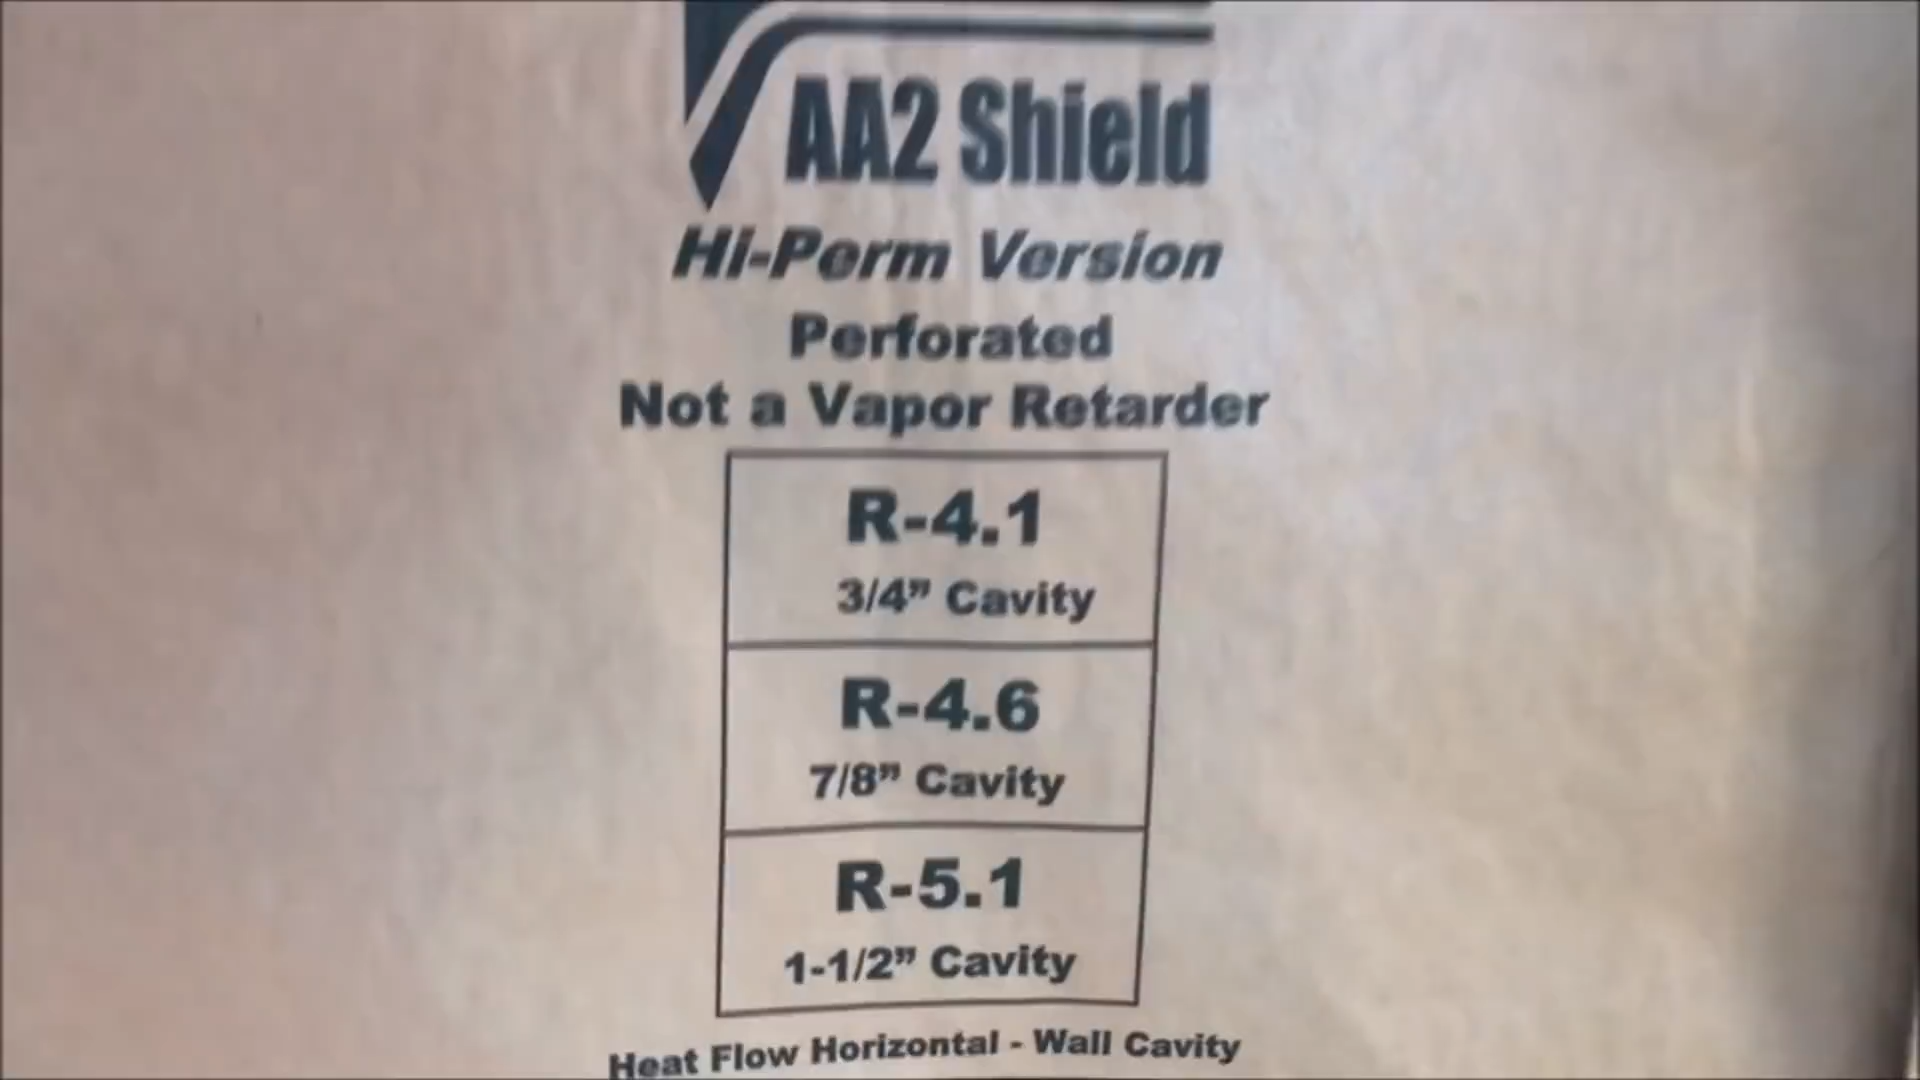 AA2 Shield
Hi-Perm Version
Perforated
Not a Vapor Retarder
R-4.1
3/4” Cavity
R-4.6
7/8” Cavity
R-5.1
1-1/2” Cavity
Heat Flow Horizontal - Wall Cavity